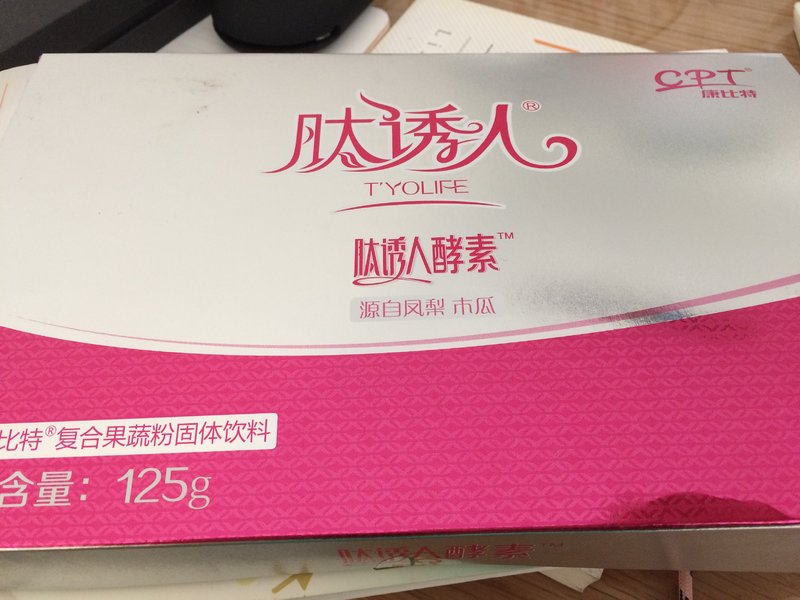 CPT®
康比特
肽诱人®
T'YOLIFE
肽诱人酵素™
源自凤梨 木瓜
比特®复合果蔬粉固体饮料
含量：125g
肽诱人酵素™